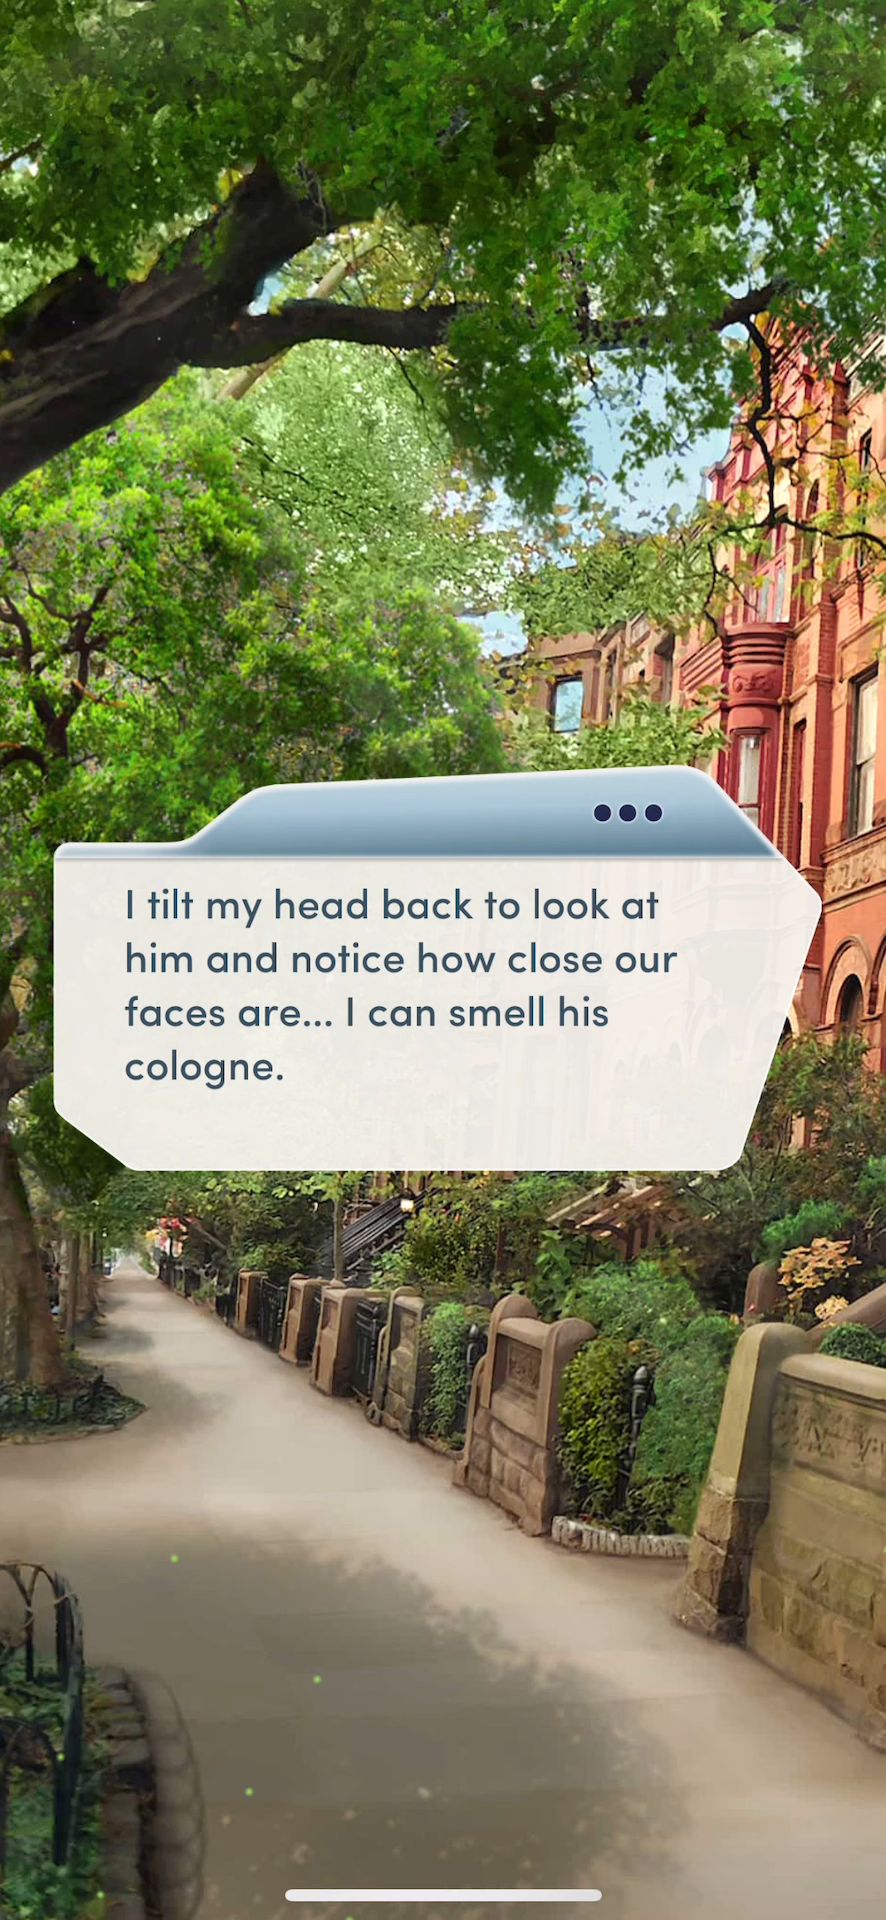 I tilt my head back to look at
him and notice how close our
faces are... I can smell his
cologne.